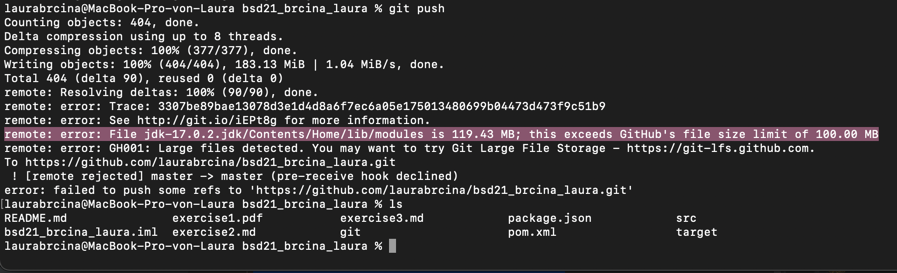 laurabrcina@MacBook-Pro-von-Laura bsd21_brcina_laura % git push
Counting objects: 404, done.
Delta compression using up to 8 threads.
Compressing objects: 100% (377/377), done.
Writing objects: 100% (404/404), 183.13 MiB | 1.04 MiB/s, done.
Total 404 (delta 90), reused 0 (delta 0)
remote: Resolving deltas: 100% (90/90), done.
remote: error: Trace: 3307be89bae13078d3e1d4d8a6f7ec6a05e175013480699b04473d473f9c51b9
remote: error: See http://git.io/iEPt8g for more information.
remote: error: File jdk-17.0.2.jdk/Contents/Home/lib/modules is 119.43 MB; this exceeds GitHub's file size limit of 100.00 MB
remote: error: GH001: Large files detected. You may want to try Git Large File Storage - https://git-lfs.github.com.
To https://github.com/laurabrcina/bsd21_brcina_laura.git
 ! [remote rejected] master -> master (pre-receive hook declined)
error: failed to push some refs to 'https://github.com/laurabrcina/bsd21_brcina_laura.git'
[laurabrcina@MacBook-Pro-von-Laura bsd21_brcina_laura % ls
README.md exercise1.pdf exercise3.md package.json src
bsd21_brcina_laura.iml exercise2.md git pom.xml target
laurabrcina@MacBook-Pro-von-Laura bsd21_brcina_laura %